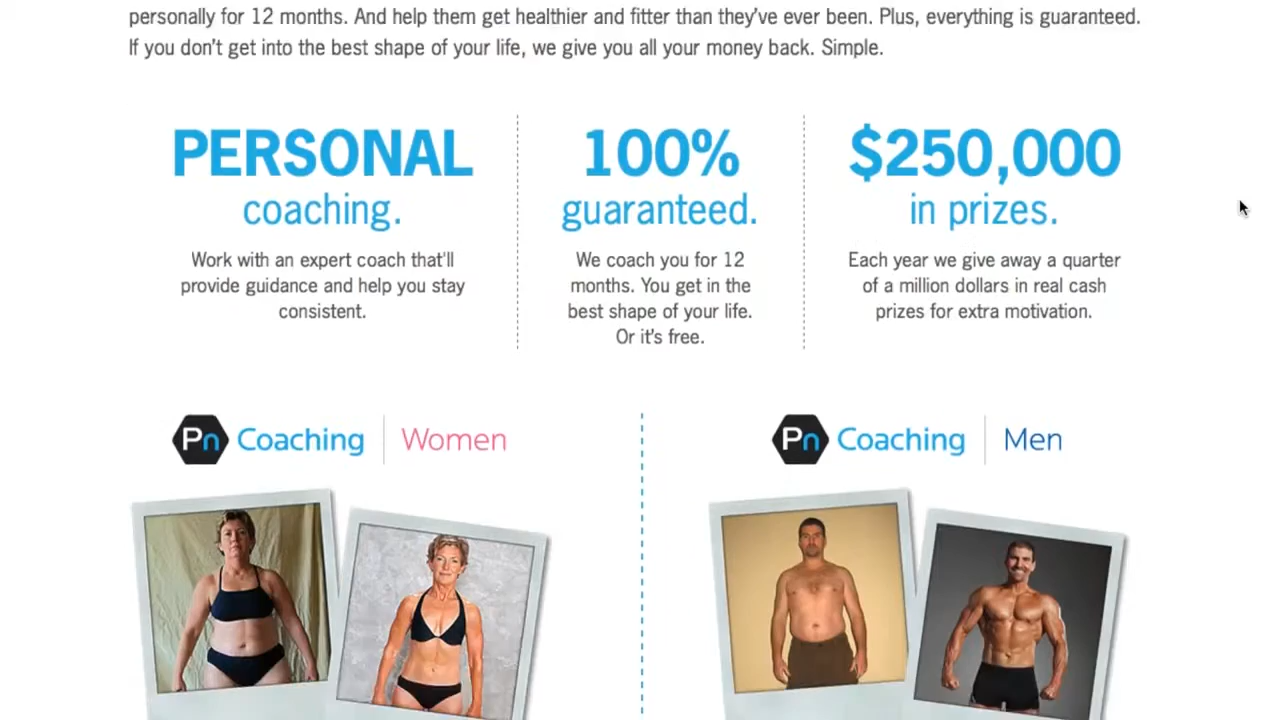 personally for 12 months. And help them get healthier and fitter than they've ever been. Plus, everything is guaranteed.
If you don't get into the best shape of your life, we give you all your money back. Simple.
PERSONAL
coaching.
Work with an expert coach that'll
provide guidance and help you stay
consistent.
100%
guaranteed.
We coach you for 12
months. You get in the
best shape of your life.
Or it's free.
$250,000
in prizes.
Each year we give away a quarter
of a million dollars in real cash
prizes for extra motivation.
Pn Coaching Women
Pn Coaching Men